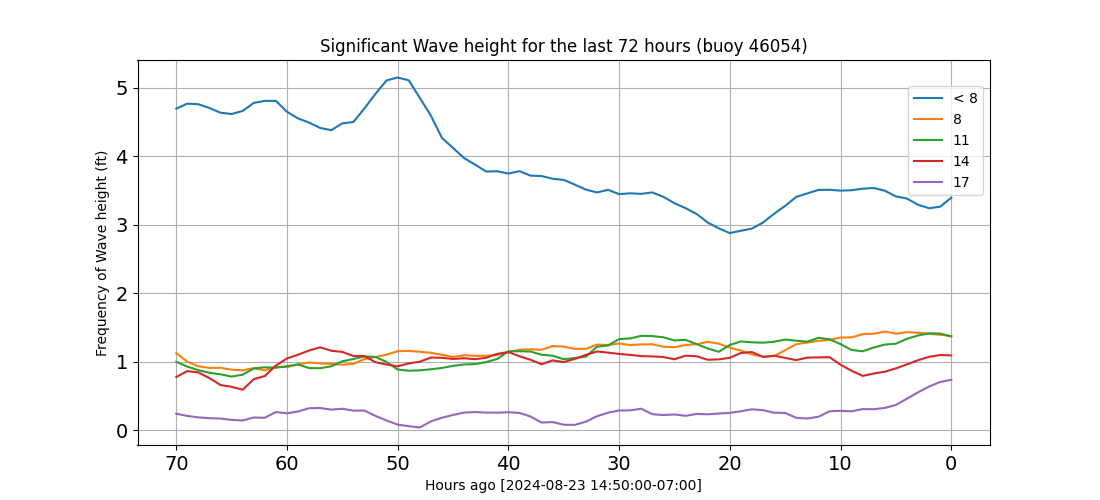 Significant Wave height for the last 72 hours (buoy 46054)
Frequency of Wave height (ft)
5
4
3
2
1
0
< 8
8
11
14
17
70 60 50 40 30 20 10 0
Hours ago [2024-08-23 14:50:00-07:00]